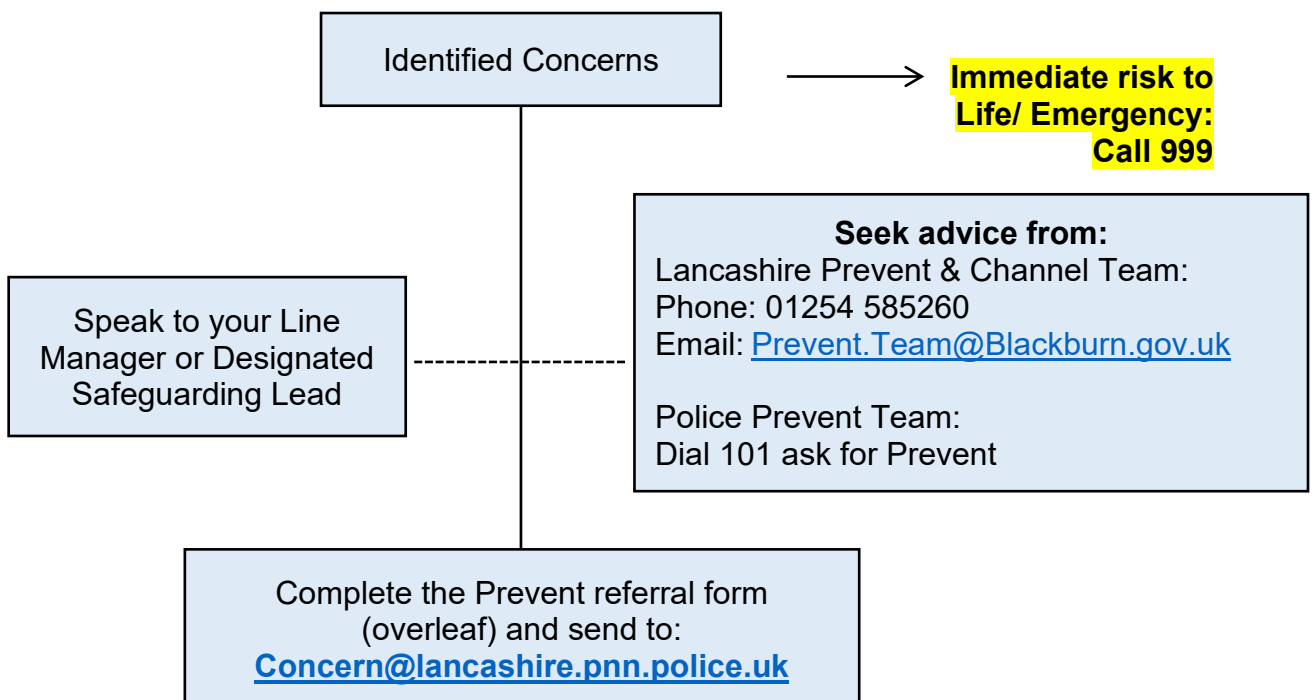 Identified Concerns
Immediate risk to
Life/ Emergency:
Call 999
Seek advice from:
Lancashire Prevent & Channel Team:
Phone: 01254 585260
Email: Prevent.Team@Blackburn.gov.uk
Police Prevent Team:
Dial 101 ask for Prevent
Speak to your Line
Manager or Designated
Safeguarding Lead
Complete the Prevent referral form
(overleaf) and send to:
Concern@lancashire.pnn.police.uk